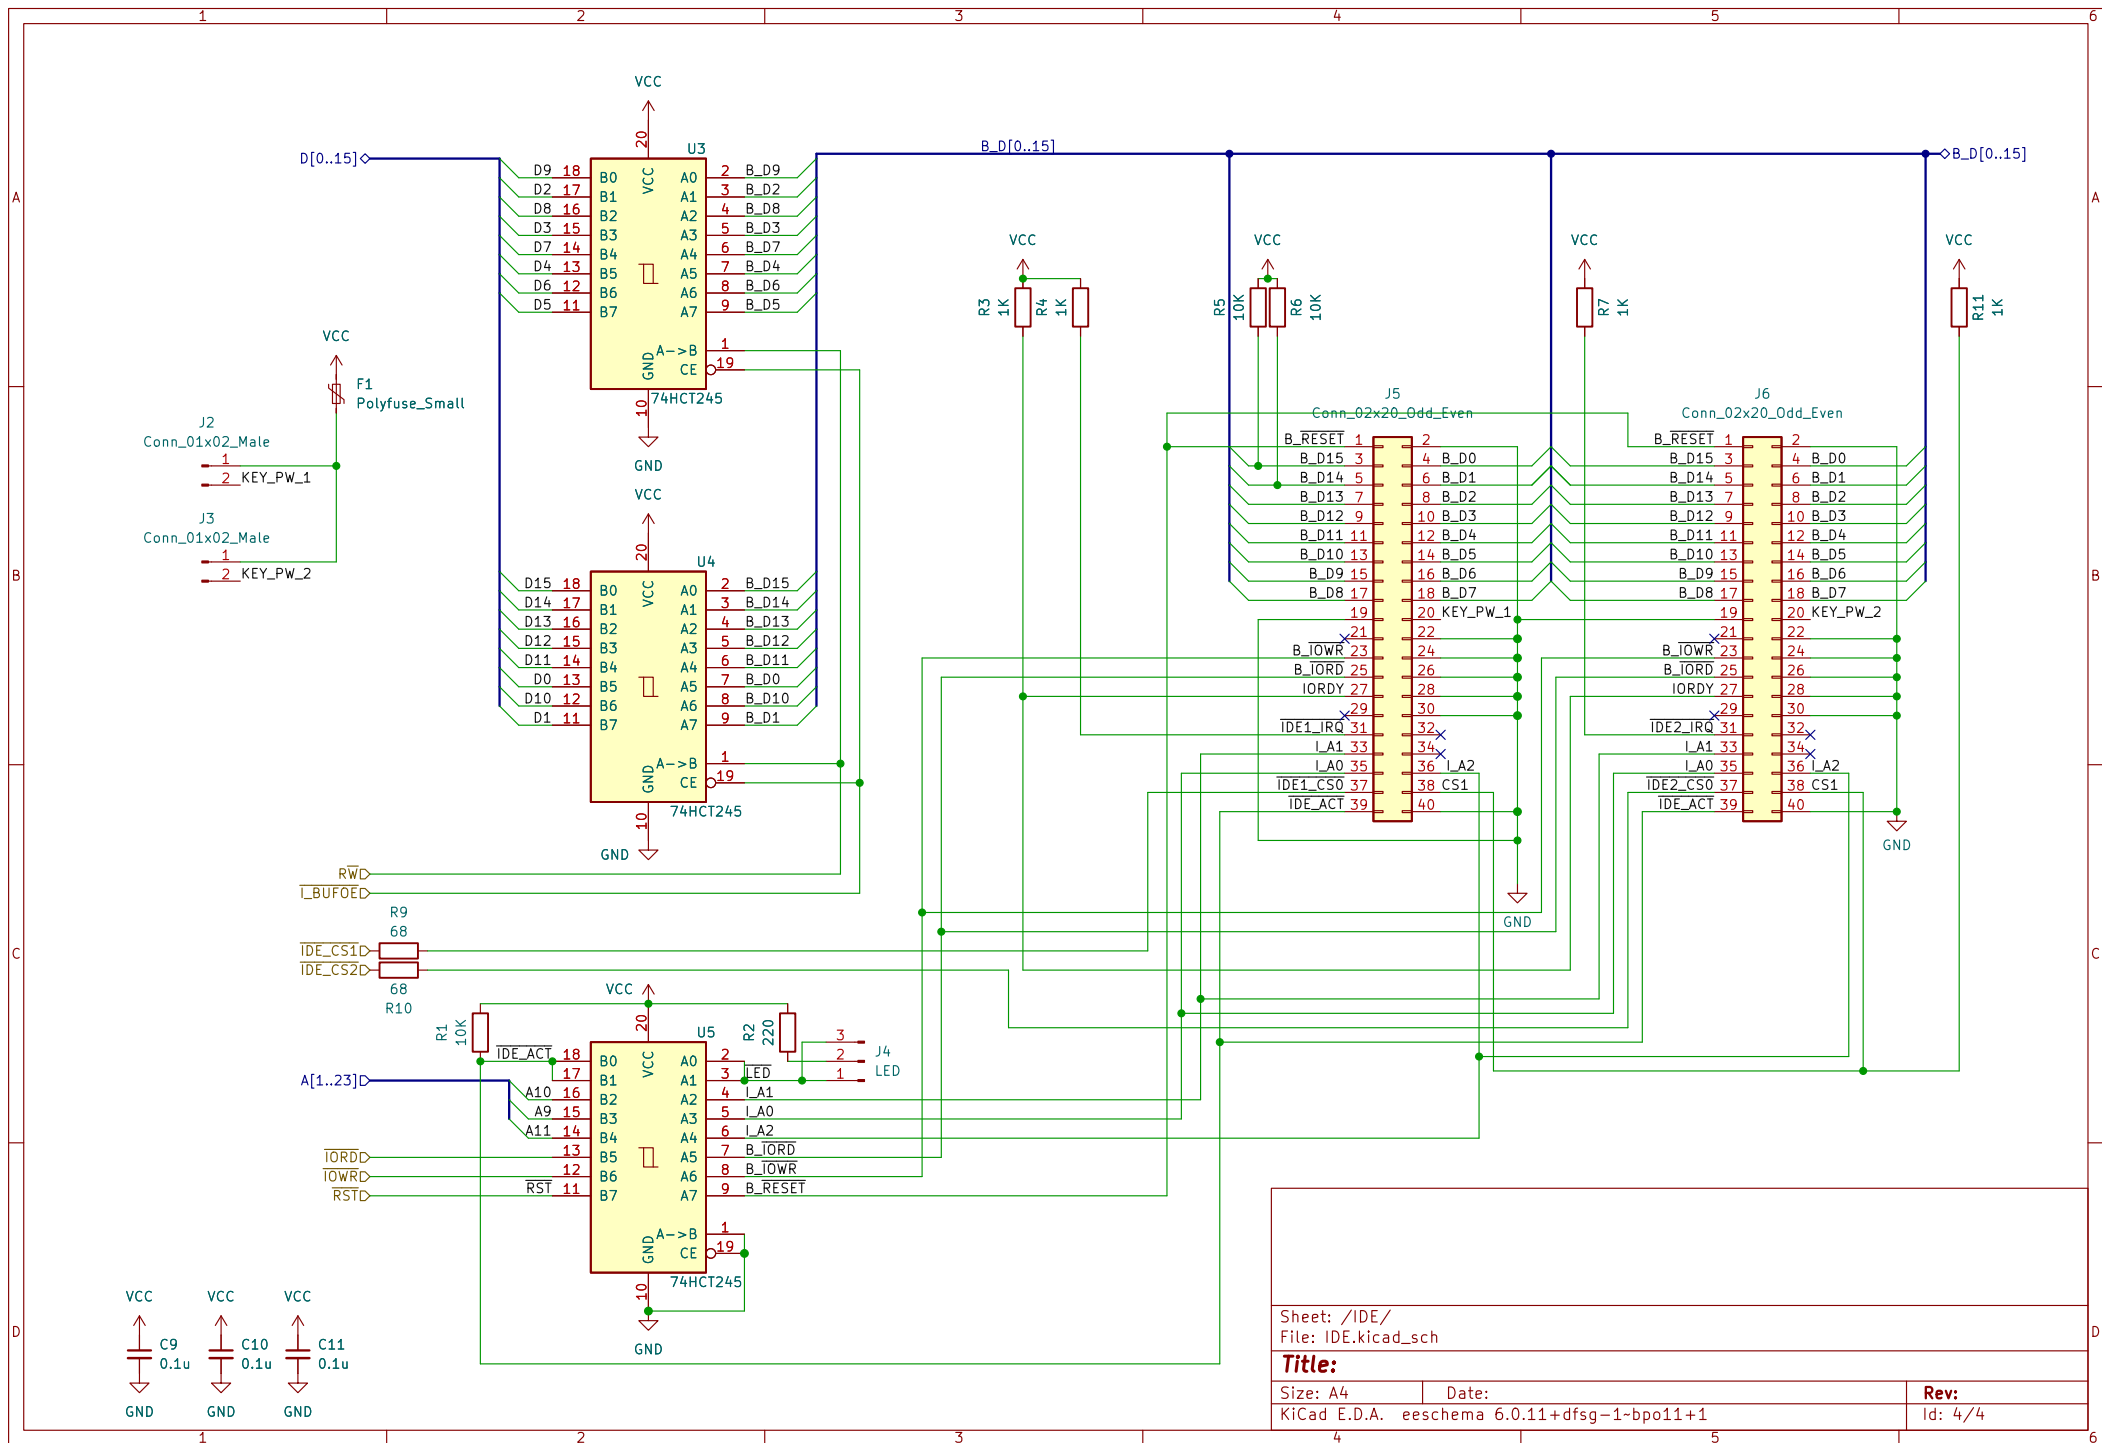 1 2 3 4 5 6
A A
B B
C C
D D
1 2 3 4 5 6
D[0..15]
B_D[0..15]
B_D[0..15]
VCC
20
U3
D9 18 B0 VCC A0 2 B_D9
D2 17 B1 A1 3 B_D2
D8 16 B2 A2 4 B_D8
D3 15 B3 A3 5 B_D3
D7 14 B4 A4 6 B_D7
D4 13 B5 A5 7 B_D4
D6 12 B6 A6 8 B_D6
D5 11 B7 A7 9 B_D5
A->B 1
GND CE 19
10 74HCT245
GND
VCC
F1
Polyfuse_Small
J2
Conn_01x02_Male
1
2 KEY_PW_1
J3
Conn_01x02_Male
1
2 KEY_PW_2
VCC
20
U4
D15 18 B0 VCC A0 2 B_D15
D14 17 B1 A1 3 B_D14
D13 16 B2 A2 4 B_D13
D12 15 B3 A3 5 B_D12
D11 14 B4 A4 6 B_D11
D0 13 B5 A5 7 B_D0
D10 12 B6 A6 8 B_D10
D1 11 B7 A7 9 B_D1
A->B 1
GND CE 19
10 74HCT245
GND
RW
I_BUFOE
R9
68
IDE_CS1
IDE_CS2
68
R10
VCC
R1 10K
20
U5
R2 220
IDE_ACT 18 B0 VCC A0 2
17 B1 A1 3 LED
A[1..23]
A10 16 B2 A2 4 I_A1
A9 15 B3 A3 5 I_A0
A11 14 B4 A4 6 I_A2
IORD 13 B5 A5 7 B_IORD
IOWR 12 B6 A6 8 B_IOWR
RST RST 11 B7 A7 9 B_RESET
A->B 1
GND CE 19
10 74HCT245
GND
3
2 J4
1 LED
VCC VCC VCC
C9 C10 C11
0.1u 0.1u 0.1u
GND GND GND
VCC VCC VCC VCC
R3 1K R4 1K R5 10K R6 10K R7 1K R11 1K
J5
Conn_02x20_Odd_Even
B_RESET 1 2
B_D15 3 4 B_D0
B_D14 5 6 B_D1
B_D13 7 8 B_D2
B_D12 9 10 B_D3
B_D11 11 12 B_D4
B_D10 13 14 B_D5
B_D9 15 16 B_D6
B_D8 17 18 B_D7
19 20 KEY_PW_1
21 22
B_IOWR 23 24
B_IORD 25 26
IORDY 27 28
29 30
IDE1_IRQ 31 32
I_A1 33 34
I_A0 35 36 I_A2
IDE1_CS0 37 38 CS1
IDE_ACT 39 40
GND
J6
Conn_02x20_Odd_Even
B_RESET 1 2
B_D15 3 4 B_D0
B_D14 5 6 B_D1
B_D13 7 8 B_D2
B_D12 9 10 B_D3
B_D11 11 12 B_D4
B_D10 13 14 B_D5
B_D9 15 16 B_D6
B_D8 17 18 B_D7
19 20 KEY_PW_2
21 22
B_IOWR 23 24
B_IORD 25 26
IORDY 27 28
29 30
IDE2_IRQ 31 32
I_A1 33 34
I_A0 35 36 I_A2
IDE2_CS0 37 38 CS1
IDE_ACT 39 40
GND
Sheet: /IDE/
File: IDE.kicad_sch
Title:
Size: A4 Date: Rev:
KiCad E.D.A. eeschema 6.0.11+dfsg-1~bpo11+1 Id: 4/4